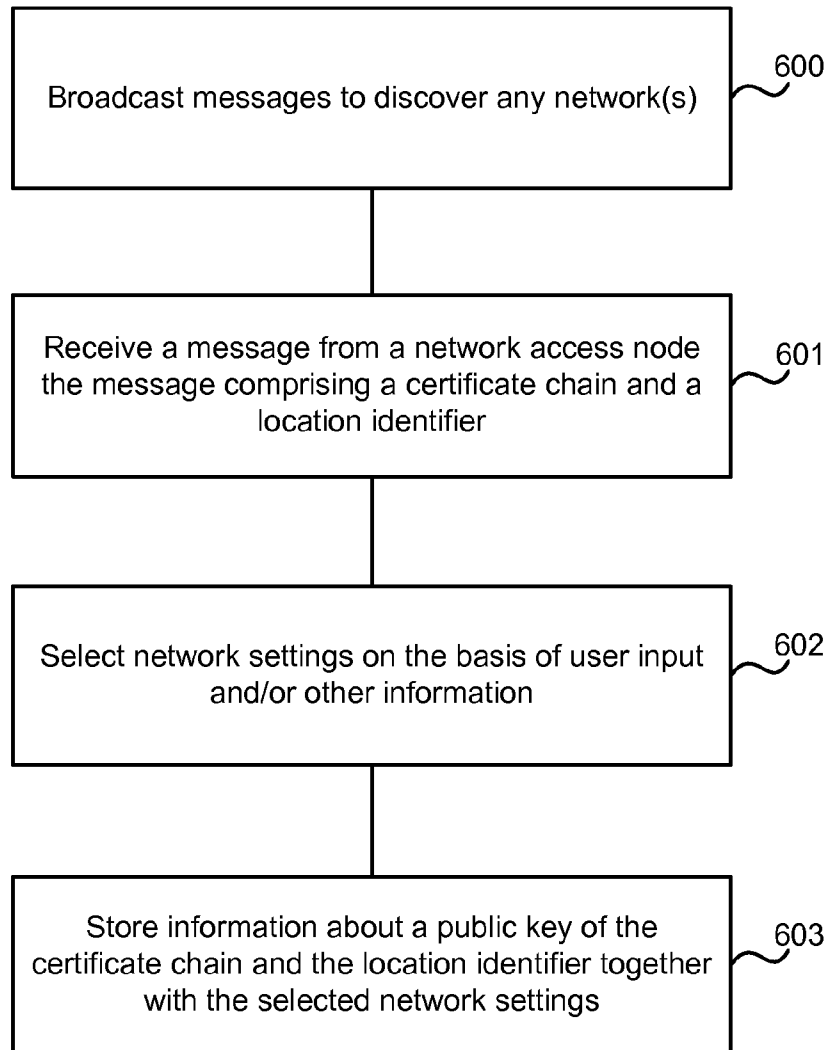 Broadcast messages to discover any network(s)
600
Receive a message from a network access node
the message comprising a certificate chain and a
location identifier
601
Select network settings on the basis of user input
and/or other information
602
Store information about a public key of the
certificate chain and the location identifier together
with the selected network settings
603